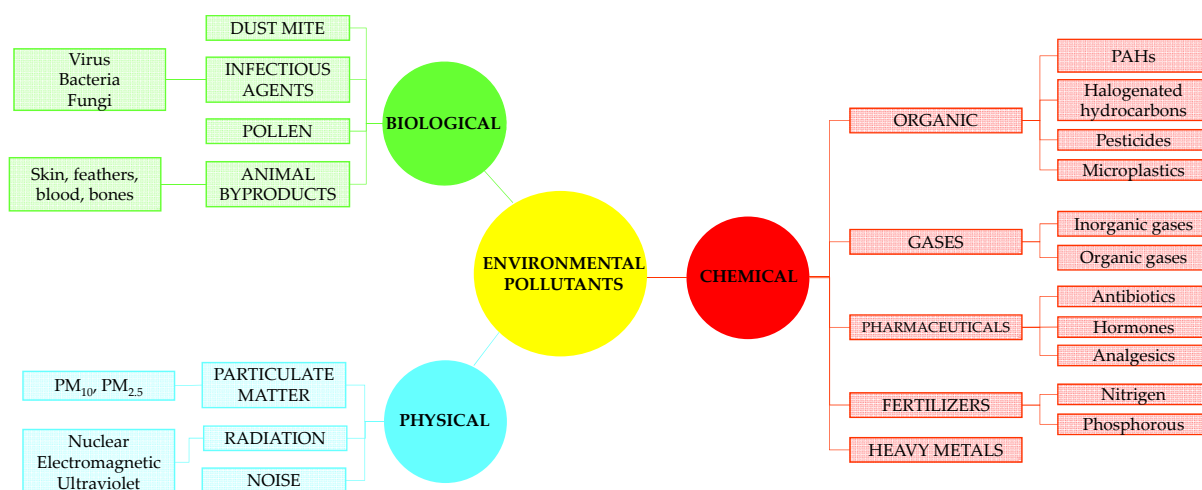 DUST MITE
Virus
Bacteria
Fungi
INFECTIOUS
AGENTS
POLLEN
Skin, feathers,
blood, bones
ANIMAL
BYPRODUCTS
BIOLOGICAL
ENVIRONMENTAL
POLLUTANTS
PM10, PM2.5
PARTICULATE
MATTER
Nuclear
Electromagnetic
Ultraviolet
RADIATION
NOISE
PHYSICAL
CHEMICAL
ORGANIC
PAHs
Halogenated
hydrocarbons
Pesticides
Microplastics
GASES
Inorganic gases
Organic gases
PHARMACEUTICALS
Antibiotics
Hormones
Analgesics
FERTILIZERS
Nitrigen
Phosphorous
HEAVY METALS